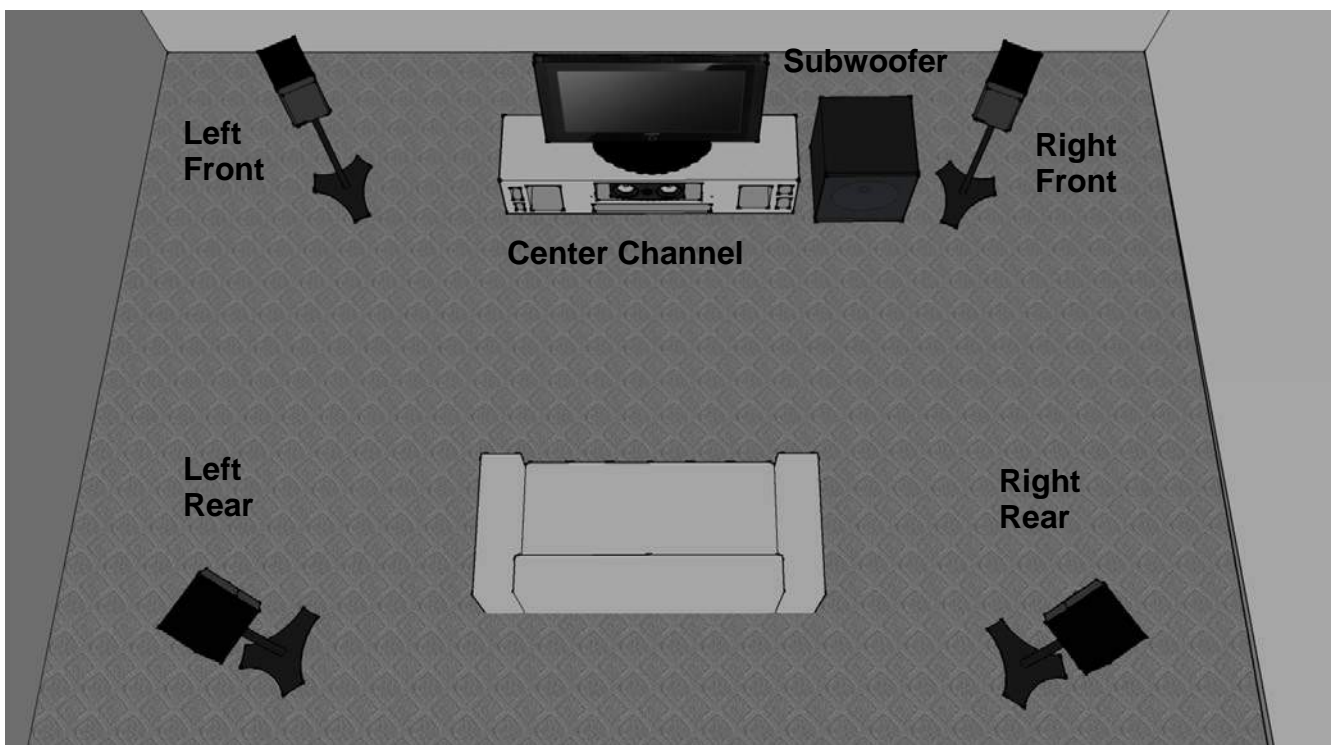 Subwoofer
Left
Front
Right
Front
Center Channel
Left
Rear
Right
Rear